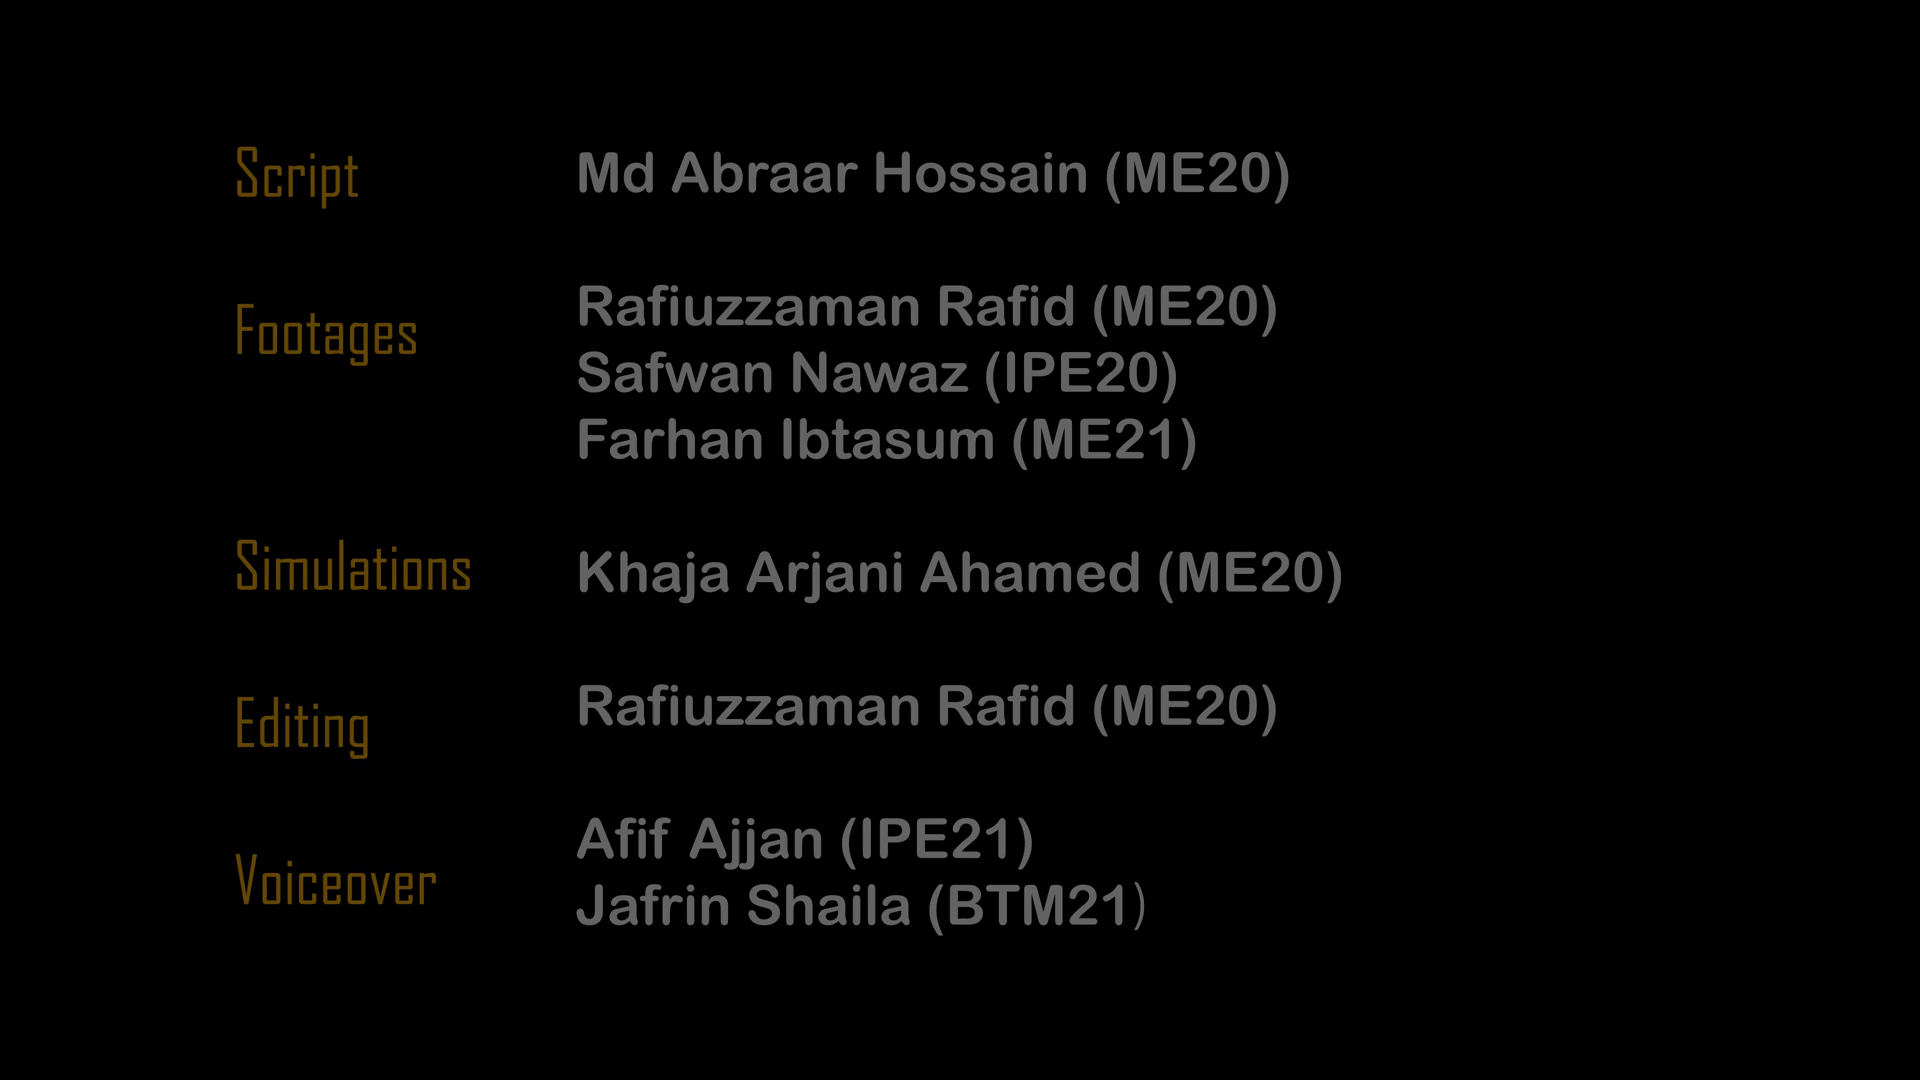 Script Md Abraar Hossain (ME20)
Footages Rafiuzzaman Rafid (ME20)
Safwan Nawaz (IPE20)
Farhan Ibtasum (ME21)
Simulations Khaja Arjani Ahamed (ME20)
Editing Rafiuzzaman Rafid (ME20)
Voiceover Afif Ajjan (IPE21)
Jafrin Shaila (BTM21)